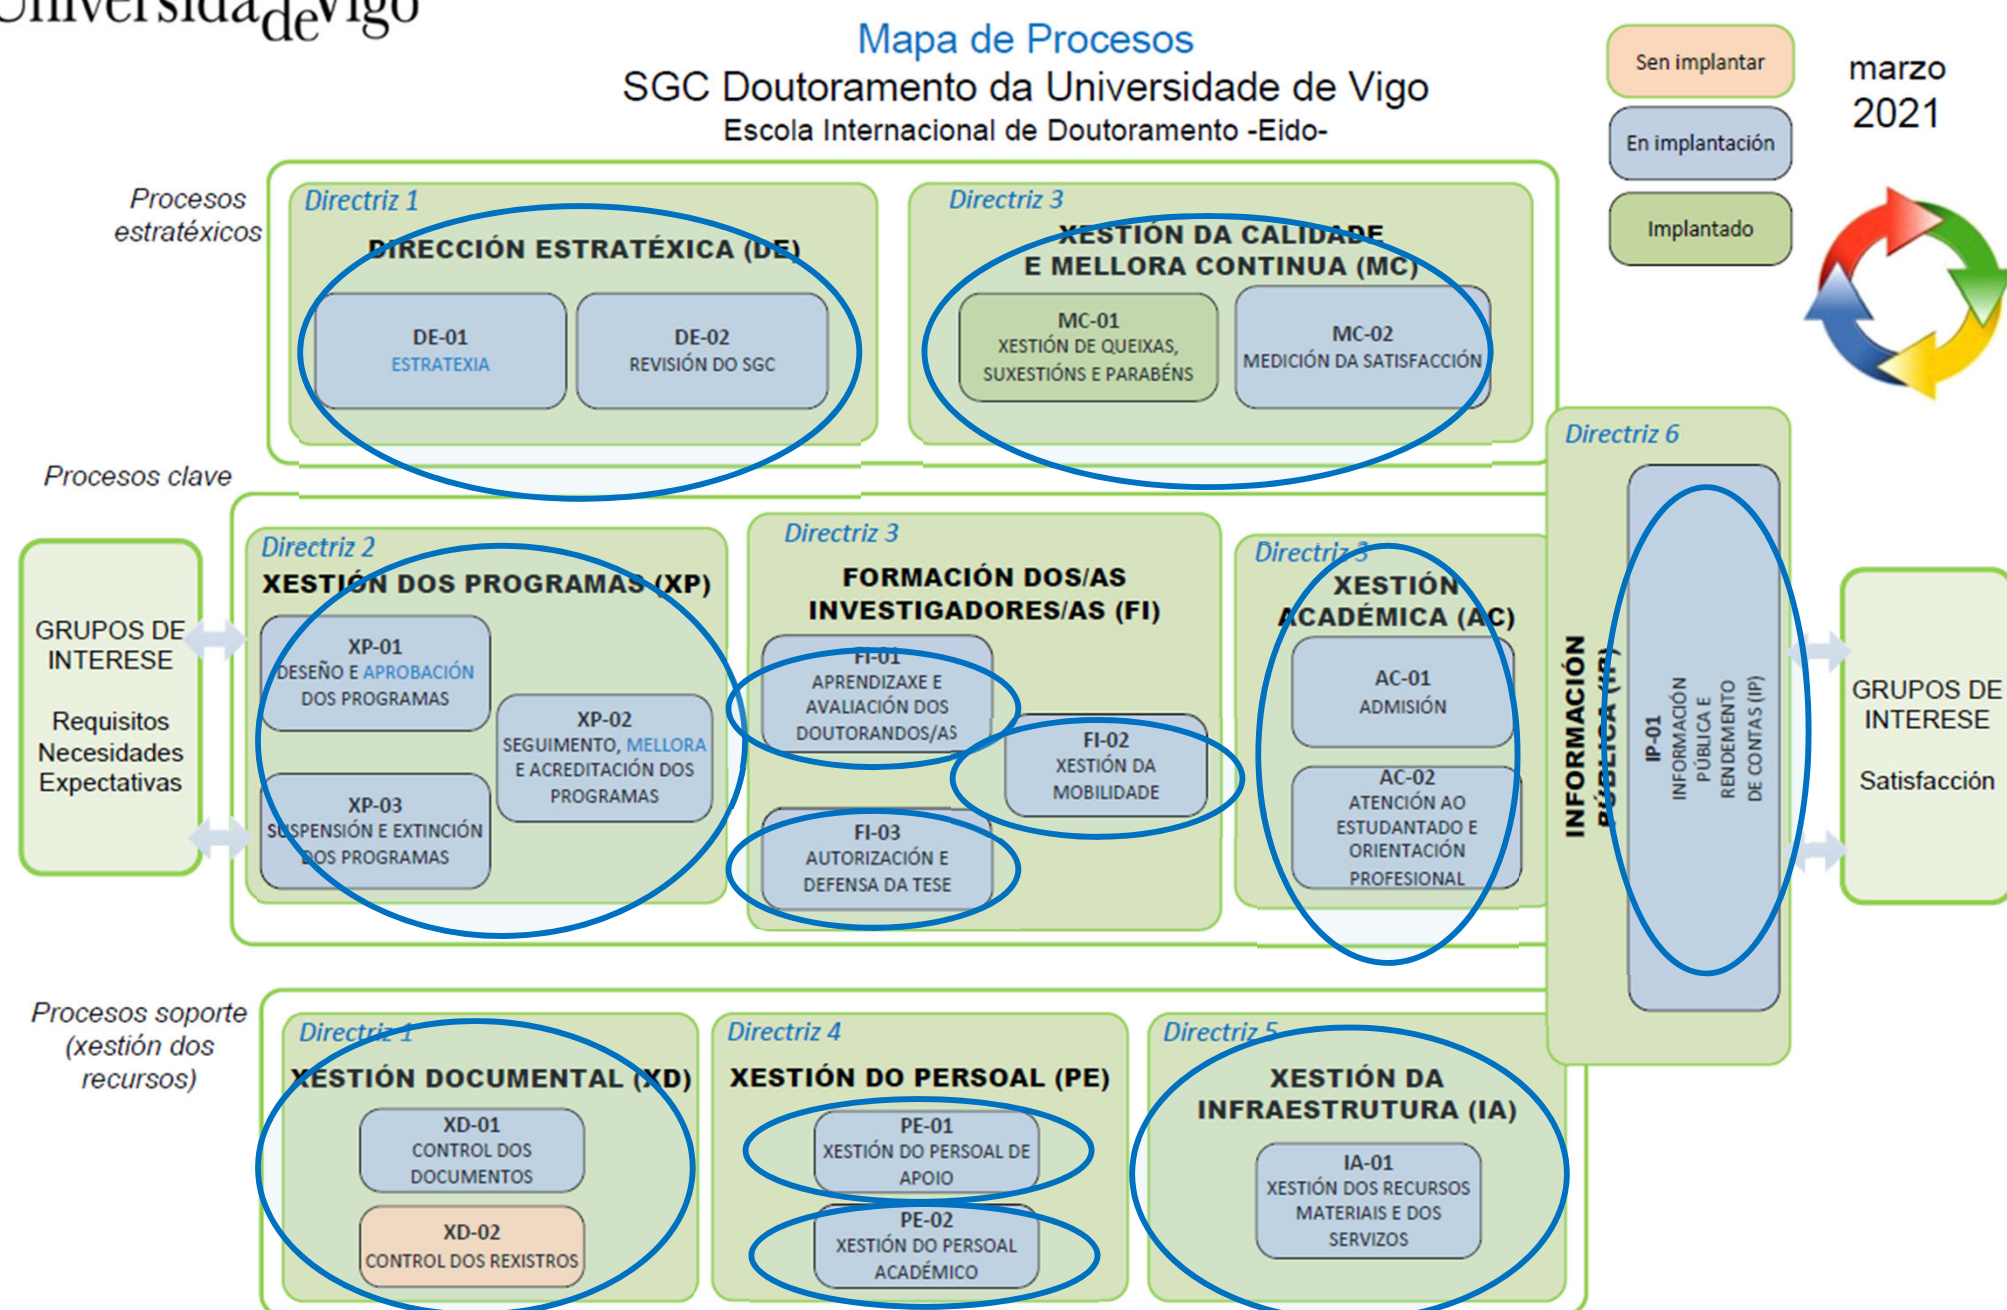 Universidade de Vigo
Mapa de Procesos
SGC Doutoramento da Universidade de Vigo
Escola Internacional de Doutoramento -Eido-
Sen implantar
En implantación
Implantado
marzo
2021
Procesos
estratéxicos
Directriz 1
DIRECCIÓN ESTRATÉXICA (DE)
DE-01
ESTRATEXIA
DE-02
REVISIÓN DO SGC
Directriz 3
XESTIÓN DA CALIDADE
E MELLORA CONTINUA (MC)
MC-01
XESTIÓN DE QUEIXAS,
SUXESTIÓNS E PARABÉNS
MC-02
MEDICIÓN DA SATISFACCIÓN
Procesos clave
GRUPOS DE
INTERESE
Requisitos
Necesidades
Expectativas
Directriz 2
XESTIÓN DOS PROGRAMAS (XP)
XP-01
DESEÑO E APROBACIÓN
DOS PROGRAMAS
XP-02
SEGUIMENTO, MELLORA
E ACREDITACIÓN DOS
PROGRAMAS
XP-03
SUSPENSIÓN E EXTINCIÓN
DOS PROGRAMAS
Directriz 3
FORMACIÓN DOS/AS
INVESTIGADORES/AS (FI)
FI-01
APRENDIZAXE E
AVALIACIÓN DOS
DOUTORANDOS/AS
FI-02
XESTIÓN DA
MOBILIDADE
FI-03
AUTORIZACIÓN E
DEFENSA DA TESE
Directriz 3
XESTIÓN
ACADÉMICA (AC)
AC-01
ADMISIÓN
AC-02
ATENCIÓN AO
ESTUDANTADO E
ORIENTACIÓN
PROFESIONAL
Directriz 6
INFORMACIÓN
PÚBLICA (IP)
IP-01
INFORMACIÓN
PÚBLICA E
RENDEMENTO
DE CONTAS (IP)
GRUPOS DE
INTERESE
Satisfacción
Procesos soporte
(xestión dos
recursos)
Directriz 1
XESTIÓN DOCUMENTAL (XD)
XD-01
CONTROL DOS
DOCUMENTOS
XD-02
CONTROL DOS REXISTROS
Directriz 4
XESTIÓN DO PERSOAL (PE)
PE-01
XESTIÓN DO PERSOAL DE
APOIO
PE-02
XESTIÓN DO PERSOAL
ACADÉMICO
Directriz 5
XESTIÓN DA
INFRAESTRUTURA (IA)
IA-01
XESTIÓN DOS RECURSOS
MATERIAIS E DOS
SERVIZOS